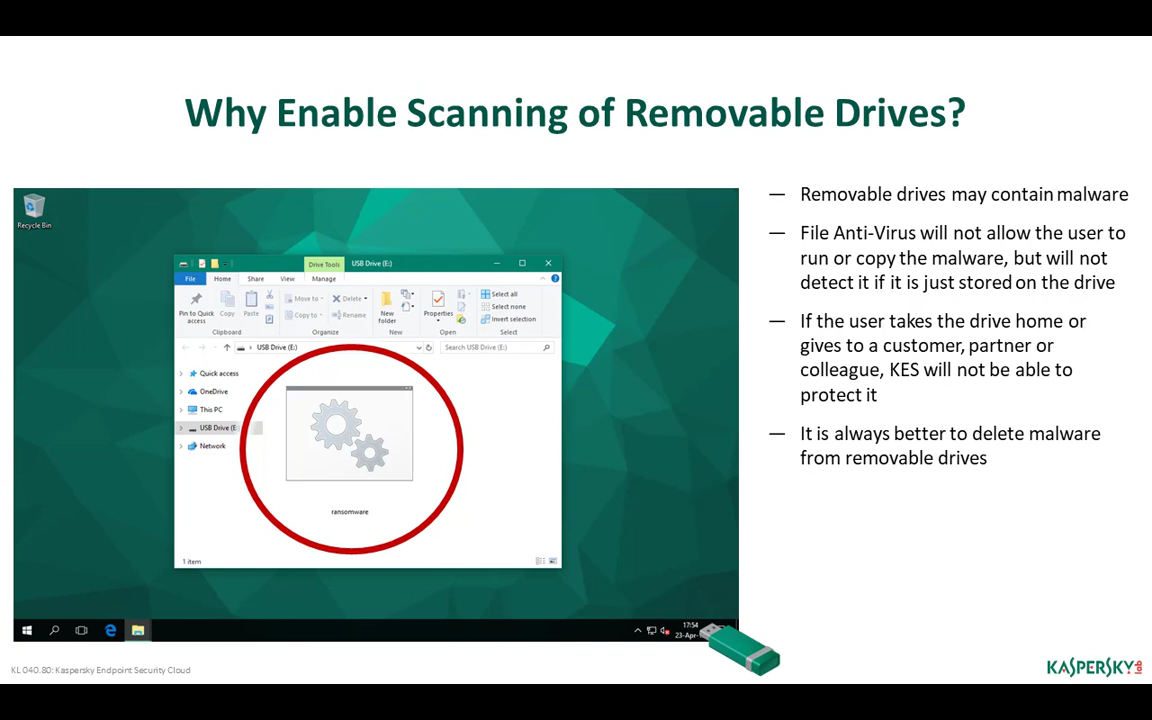 Why Enable Scanning of Removable Drives?
Recycle Bin
Drive Tools
USB Drive (E:)
File
Home
Share
View
Manage
Pin to Quick
access
Copy
Paste
Clipboard
Move to
Copy to
Delete
Rename
Organize
New
folder
New
Properties
Open
Select all
Select none
Invert selection
Select
USB Drive (E:)
Search USB Drive (E:)
Quick access
OneDrive
This PC
USB Drive (E:
Network
ransomware
1 item
17:54
23-Apr-
— Removable drives may contain malware
— File Anti-Virus will not allow the user to
run or copy the malware, but will not
detect it if it is just stored on the drive
— If the user takes the drive home or
gives to a customer, partner or
colleague, KES will not be able to
protect it
— It is always better to delete malware
from removable drives
KL 040.80: Kaspersky Endpoint Security Cloud
KASPERSKY lab